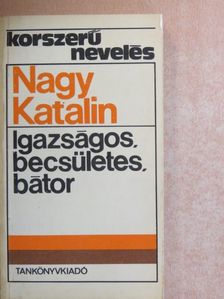 korszerű
nevelés
Nagy
Katalin
Igazságos,
becsületes,
bátor
TANKÖNYVKIADÓ